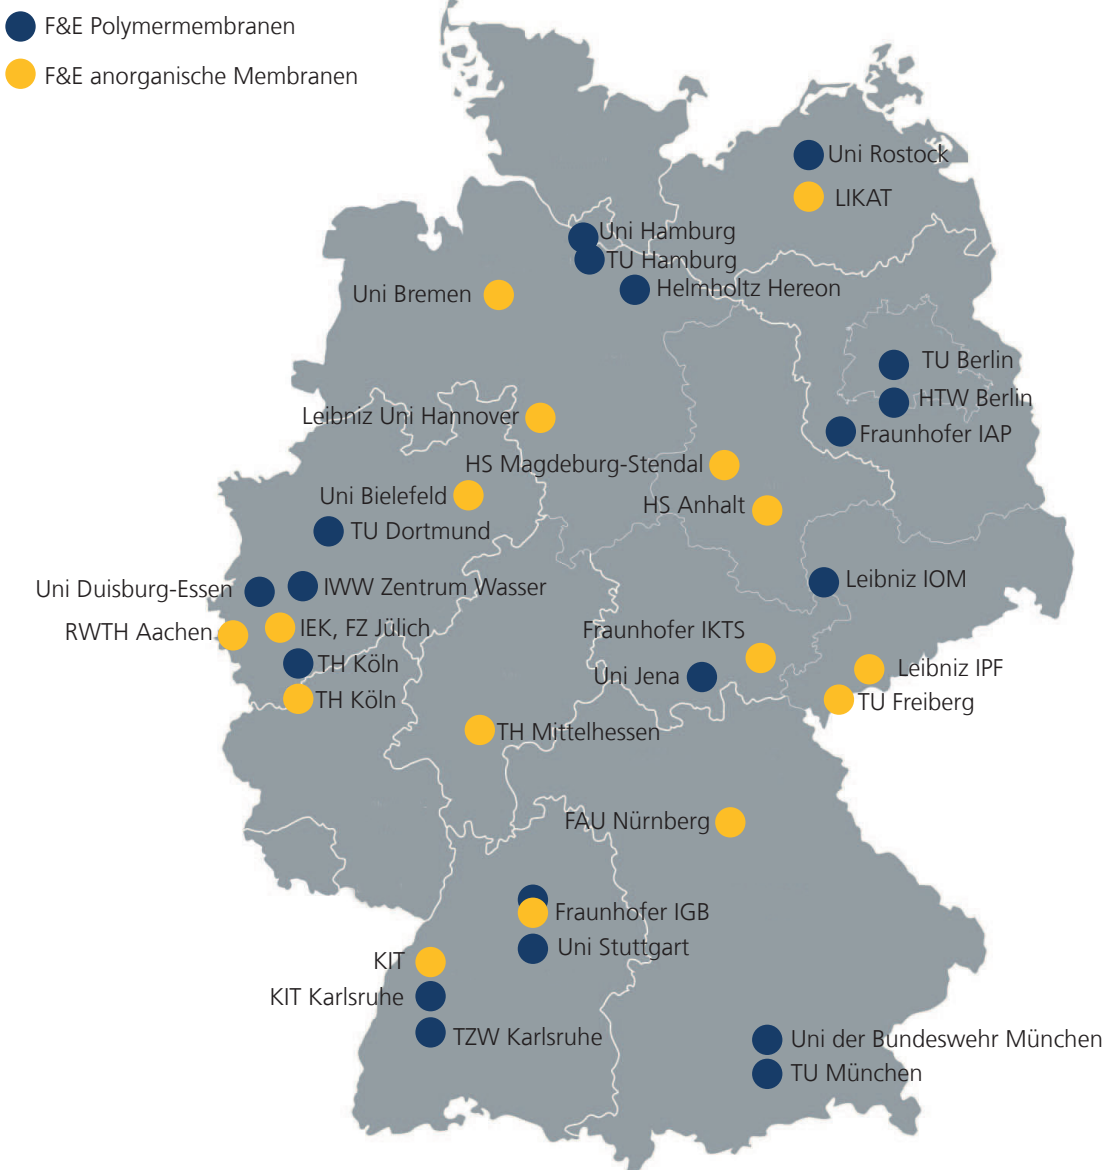 F&E Polymermembranen
F&E anorganische Membranen
Uni Rostock
LIKAT
Uni Hamburg
TU Hamburg
Helmholtz Hereon
Uni Bremen
TU Berlin
HTW Berlin
Fraunhofer IAP
Leibniz Uni Hannover
HS Magdeburg-Stendal
Uni Bielefeld
HS Anhalt
TU Dortmund
Leibniz IOM
Uni Duisburg-Essen
IWW Zentrum Wasser
RWTH Aachen
IEK, FZ Jülich
Fraunhofer IKTS
TH Köln
Uni Jena
Leibniz IPF
TH Köln
TU Freiberg
TH Mittelhessen
FAU Nürnberg
Fraunhofer IGB
Uni Stuttgart
KIT
KIT Karlsruhe
TZW Karlsruhe
Uni der Bundeswehr München
TU München